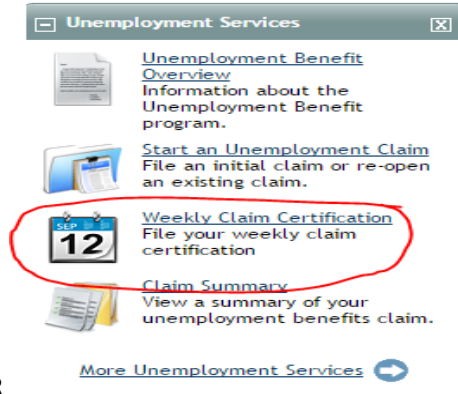 Unemployment Services
Unemployment Benefit
Overview
Information about the
Unemployment Benefit
program.
Start an Unemployment Claim
File an initial claim or re-open
an existing claim.
SEP
12
Weekly Claim Certification
File your weekly claim
certification
Claim Summary
View a summary of your
unemployment benefits claim.
More Unemployment Services